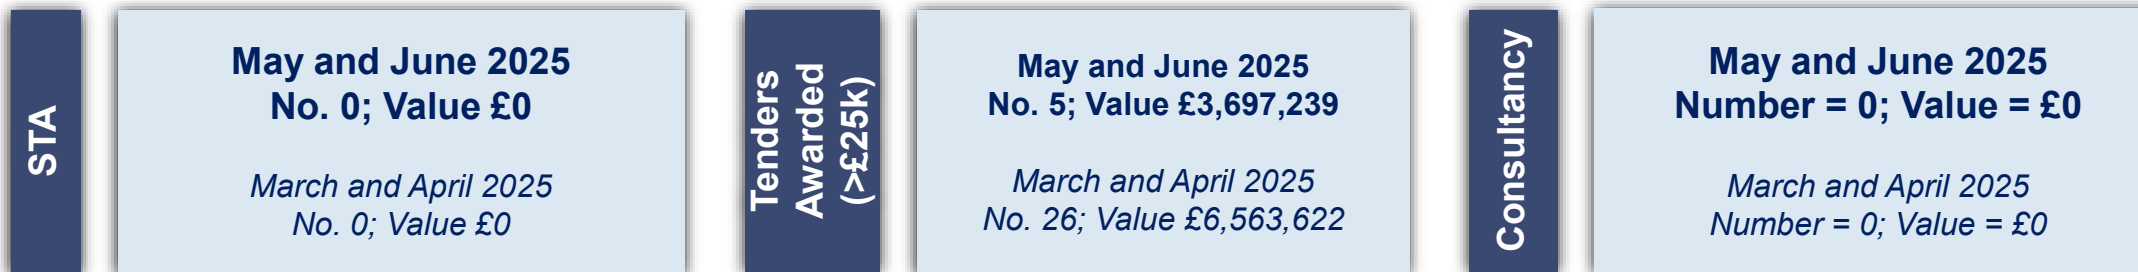 STA
May and June 2025
No. 0; Value £0
March and April 2025
No. 0; Value £0
Tenders
Awarded
(>£25k)
May and June 2025
No. 5; Value £3,697,239
March and April 2025
No. 26; Value £6,563,622
Consultancy
May and June 2025
Number = 0; Value = £0
March and April 2025
Number = 0; Value = £0